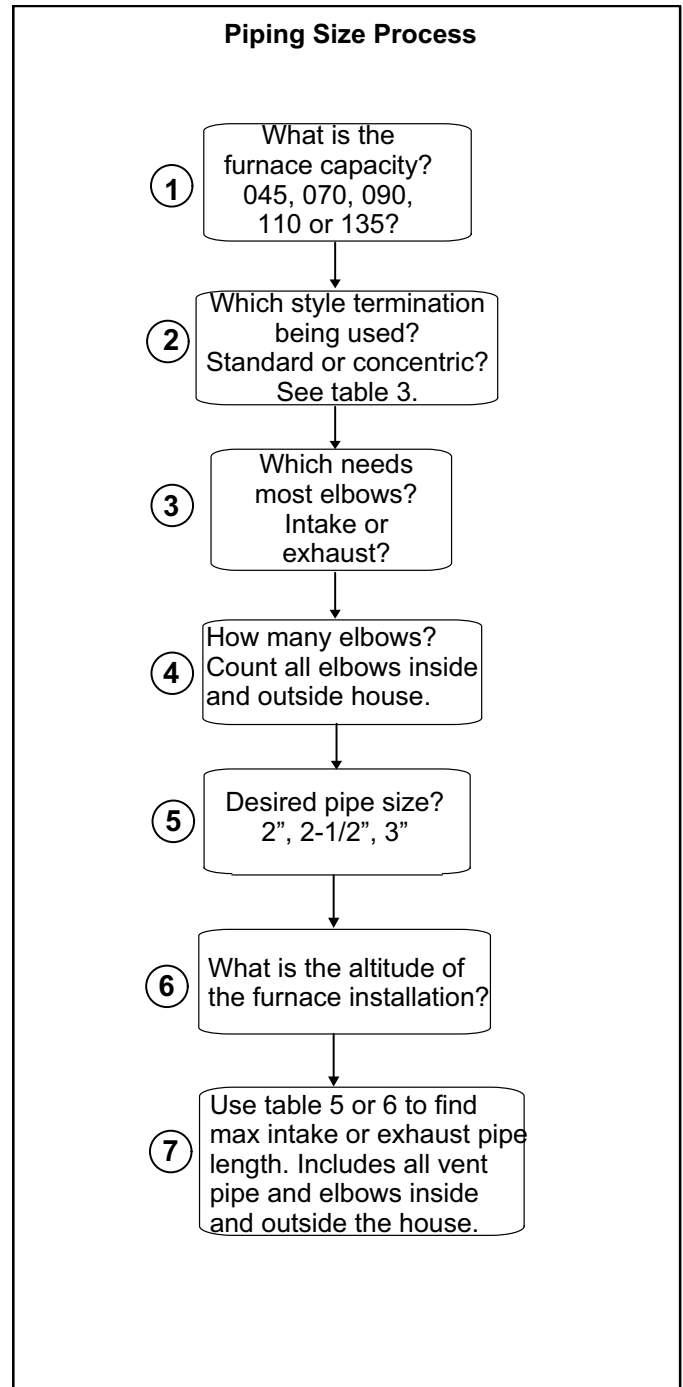 Piping Size Process
1
What is the
furnace capacity?
045, 070, 090,
110 or 135?
2
Which style termination
being used?
Standard or concentric?
See table 3.
3
Which needs
most elbows?
Intake or
exhaust?
4
How many elbows?
Count all elbows inside
and outside house.
5
Desired pipe size?
2”, 2-1/2”, 3”
6
What is the altitude of
the furnace installation?
7
Use table 5 or 6 to find
max intake or exhaust pipe
length. Includes all vent
pipe and elbows inside
and outside the house.